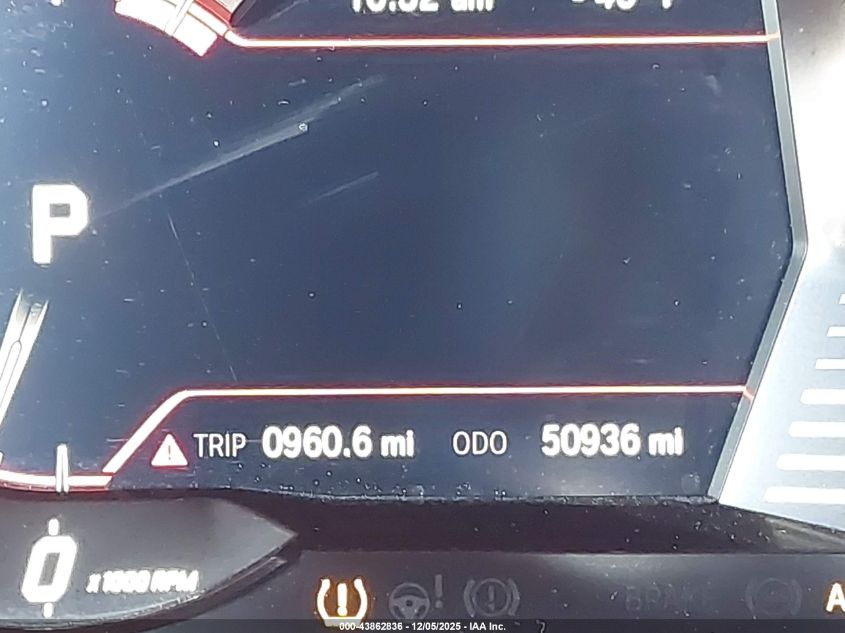 P
TRIP 0960.6 mi ODO 50936 mi
0 x1000 RPM
BRAKE
000-43862836 - 12/05/2025 - IAA Inc.